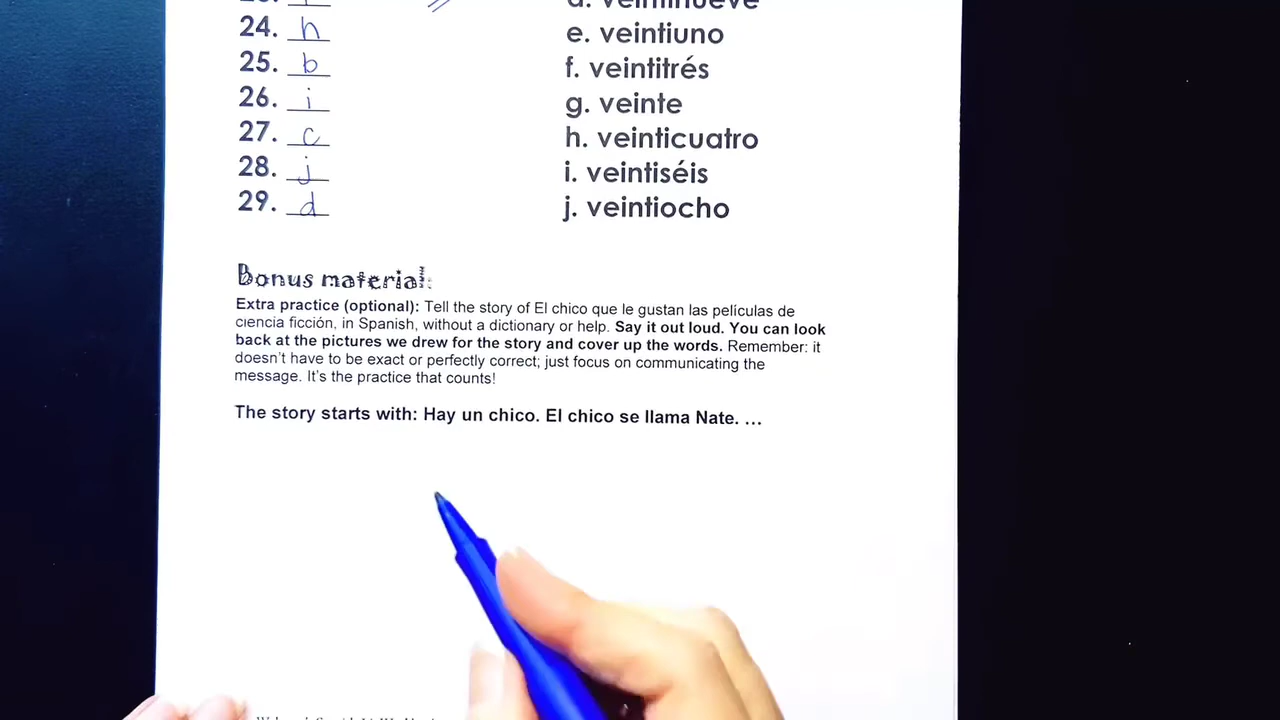 24. h
25. b
26. i
27. c
28. j
29. d
d. veintinueve
e. veintiuno
f. veintitrés
g. veinte
h. veinticuatro
i. veintiséis
j. veintiocho
Bonus material:
Extra practice (optional): Tell the story of El chico que le gustan las películas de
ciencia ficción, in Spanish, without a dictionary or help. Say it out loud. You can look
back at the pictures we drew for the story and cover up the words. Remember: it
doesn't have to be exact or perfectly correct; just focus on communicating the
message. It's the practice that counts!
The story starts with: Hay un chico. El chico se llama Nate. ...